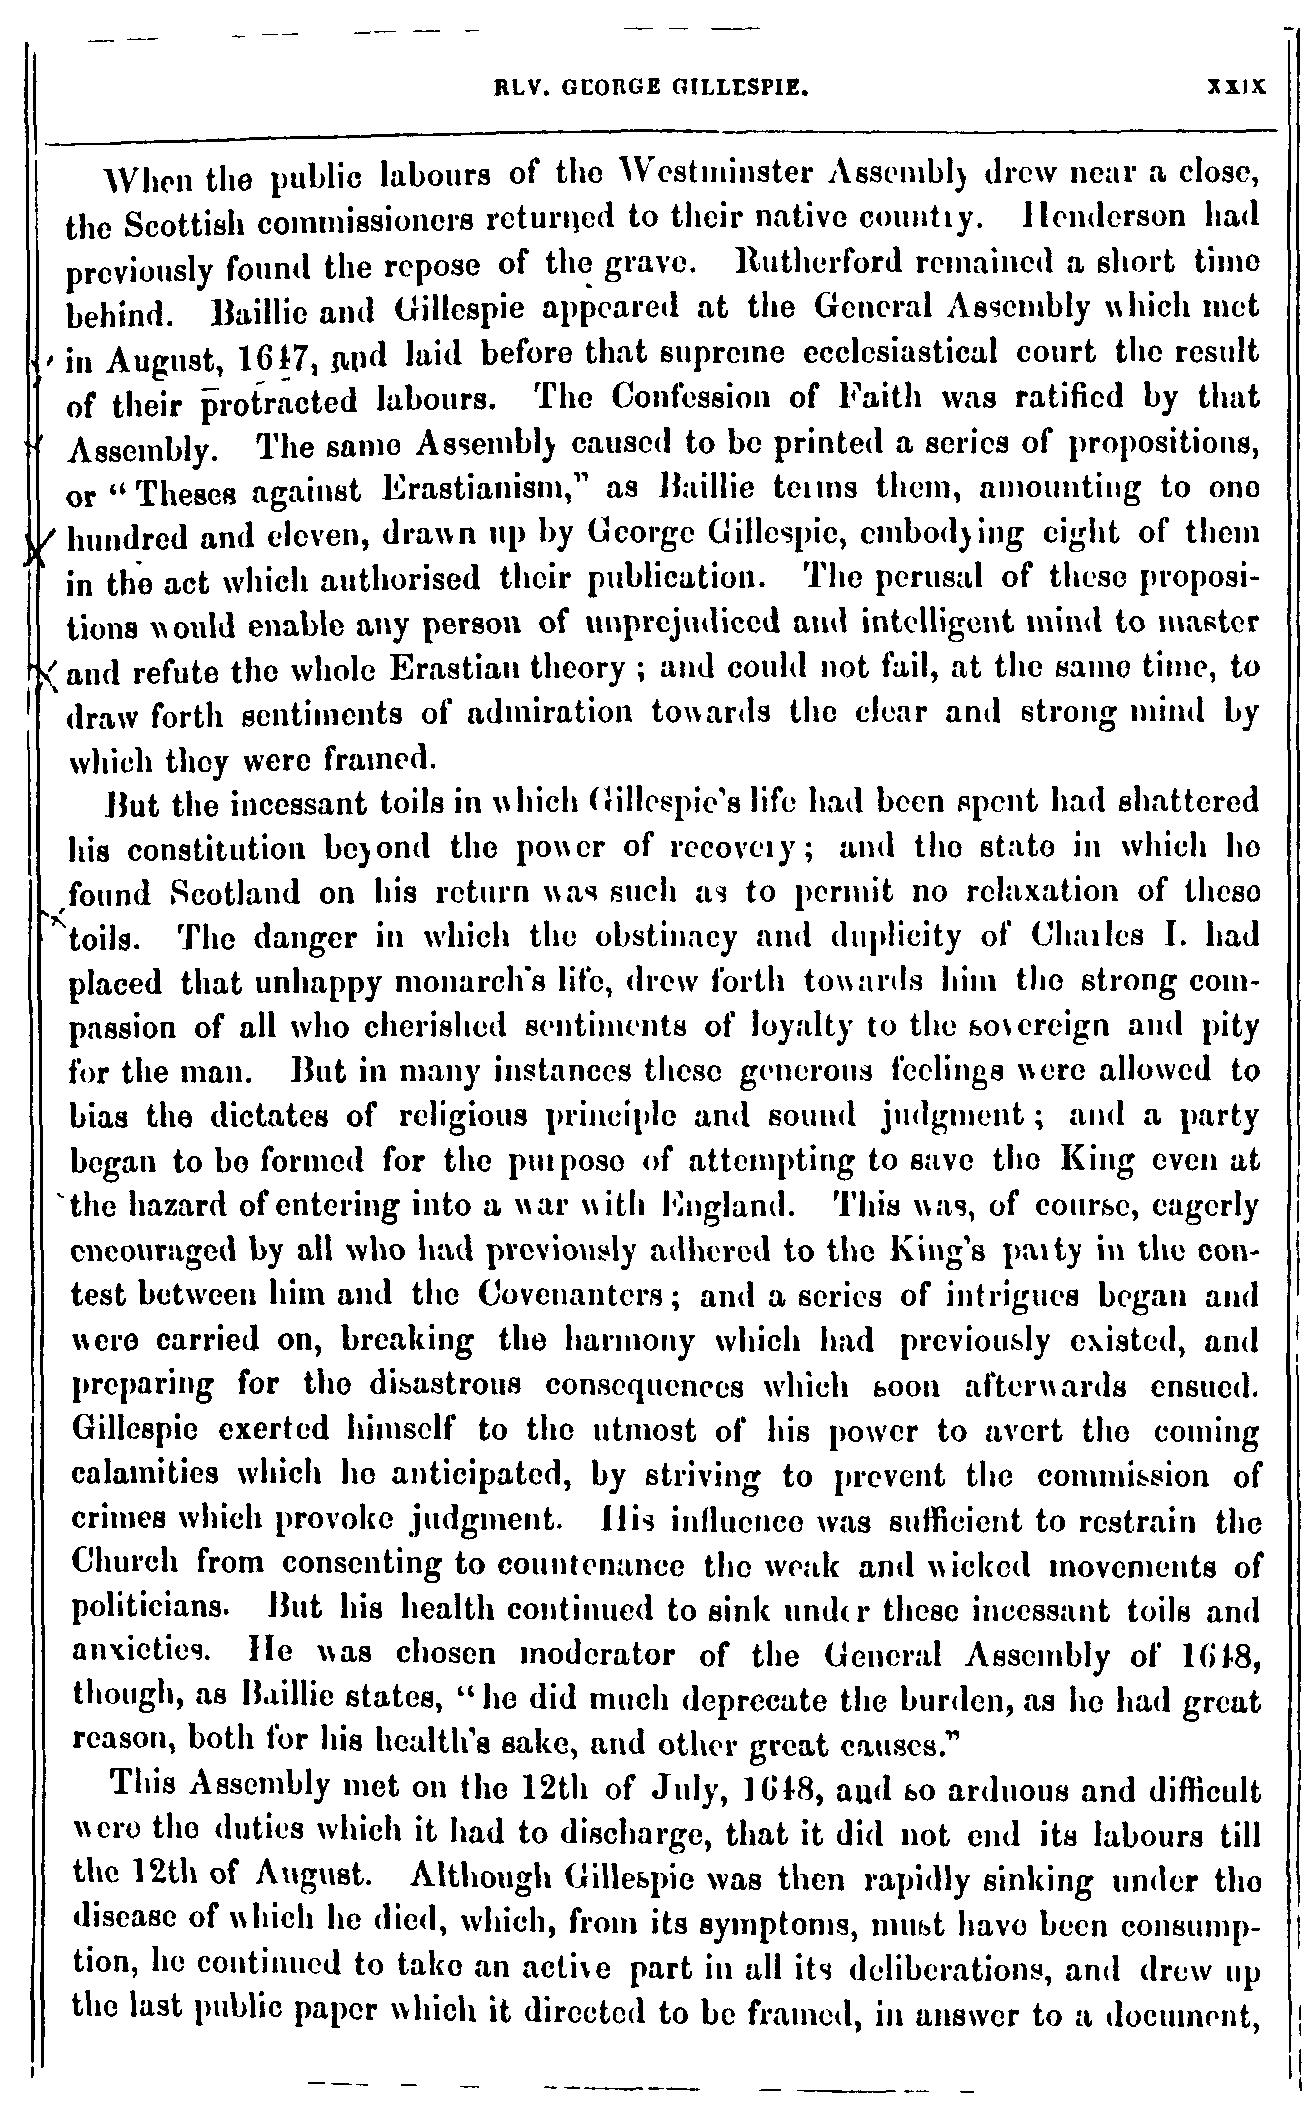 REV. GEORGE GILLESPIE. XXIX
When the public labours of the Westminster Assembly drew near a close,
the Scottish commissioners returned to their native country. Henderson had
previously found the repose of the grave. Rutherford remained a short time
behind. Baillie and Gillespie appeared at the General Assembly which met
in August, 1647, and laid before that supreme ecclesiastical court the result
of their protracted labours. The Confession of Faith was ratified by that
Assembly. The same Assembly caused to be printed a series of propositions,
or “Theses against Erastianism,” as Baillie terms them, amounting to one
hundred and eleven, drawn up by George Gillespie, embodying eight of them
in the act which authorised their publication. The perusal of these proposi-
tions would enable any person of unprejudiced and intelligent mind to master
and refute the whole Erastian theory ; and could not fail, at the same time, to
draw forth sentiments of admiration towards the clear and strong mind by
which they were framed.
But the incessant toils in which Gillespie's life had been spent had shattered
his constitution beyond the power of recovery ; and the state in which he
found Scotland on his return was such as to permit no relaxation of these
toils. The danger in which the obstinacy and duplicity of Charles I. had
placed that unhappy monarch's life, drew forth towards him the strong com-
passion of all who cherished sentiments of loyalty to the sovereign and pity
for the man. But in many instances these generous feelings were allowed to
bias the dictates of religious principle and sound judgment ; and a party
began to be formed for the purpose of attempting to save the King even at
the hazard of entering into a war with England. This was, of course, eagerly
encouraged by all who had previously adhered to the King's party in the con-
test between him and the Covenanters ; and a series of intrigues began and
were carried on, breaking the harmony which had previously existed, and
preparing for the disastrous consequences which soon afterwards ensued.
Gillespie exerted himself to the utmost of his power to avert the coming
calamities which he anticipated, by striving to prevent the commission of
crimes which provoke judgment. His influence was sufficient to restrain the
Church from consenting to countenance the weak and wicked movements of
politicians. But his health continued to sink under these incessant toils and
anxieties. He was chosen moderator of the General Assembly of 1648,
though, as Baillie states, “he did much deprecate the burden, as he had great
reason, both for his health's sake, and other great causes.”
This Assembly met on the 12th of July, 1648, and so arduous and difficult
were the duties which it had to discharge, that it did not end its labours till
the 12th of August. Although Gillespie was then rapidly sinking under the
disease of which he died, which, from its symptoms, must have been consump-
tion, he continued to take an active part in all its deliberations, and drew up
the last public paper which it directed to be framed, in answer to a document,